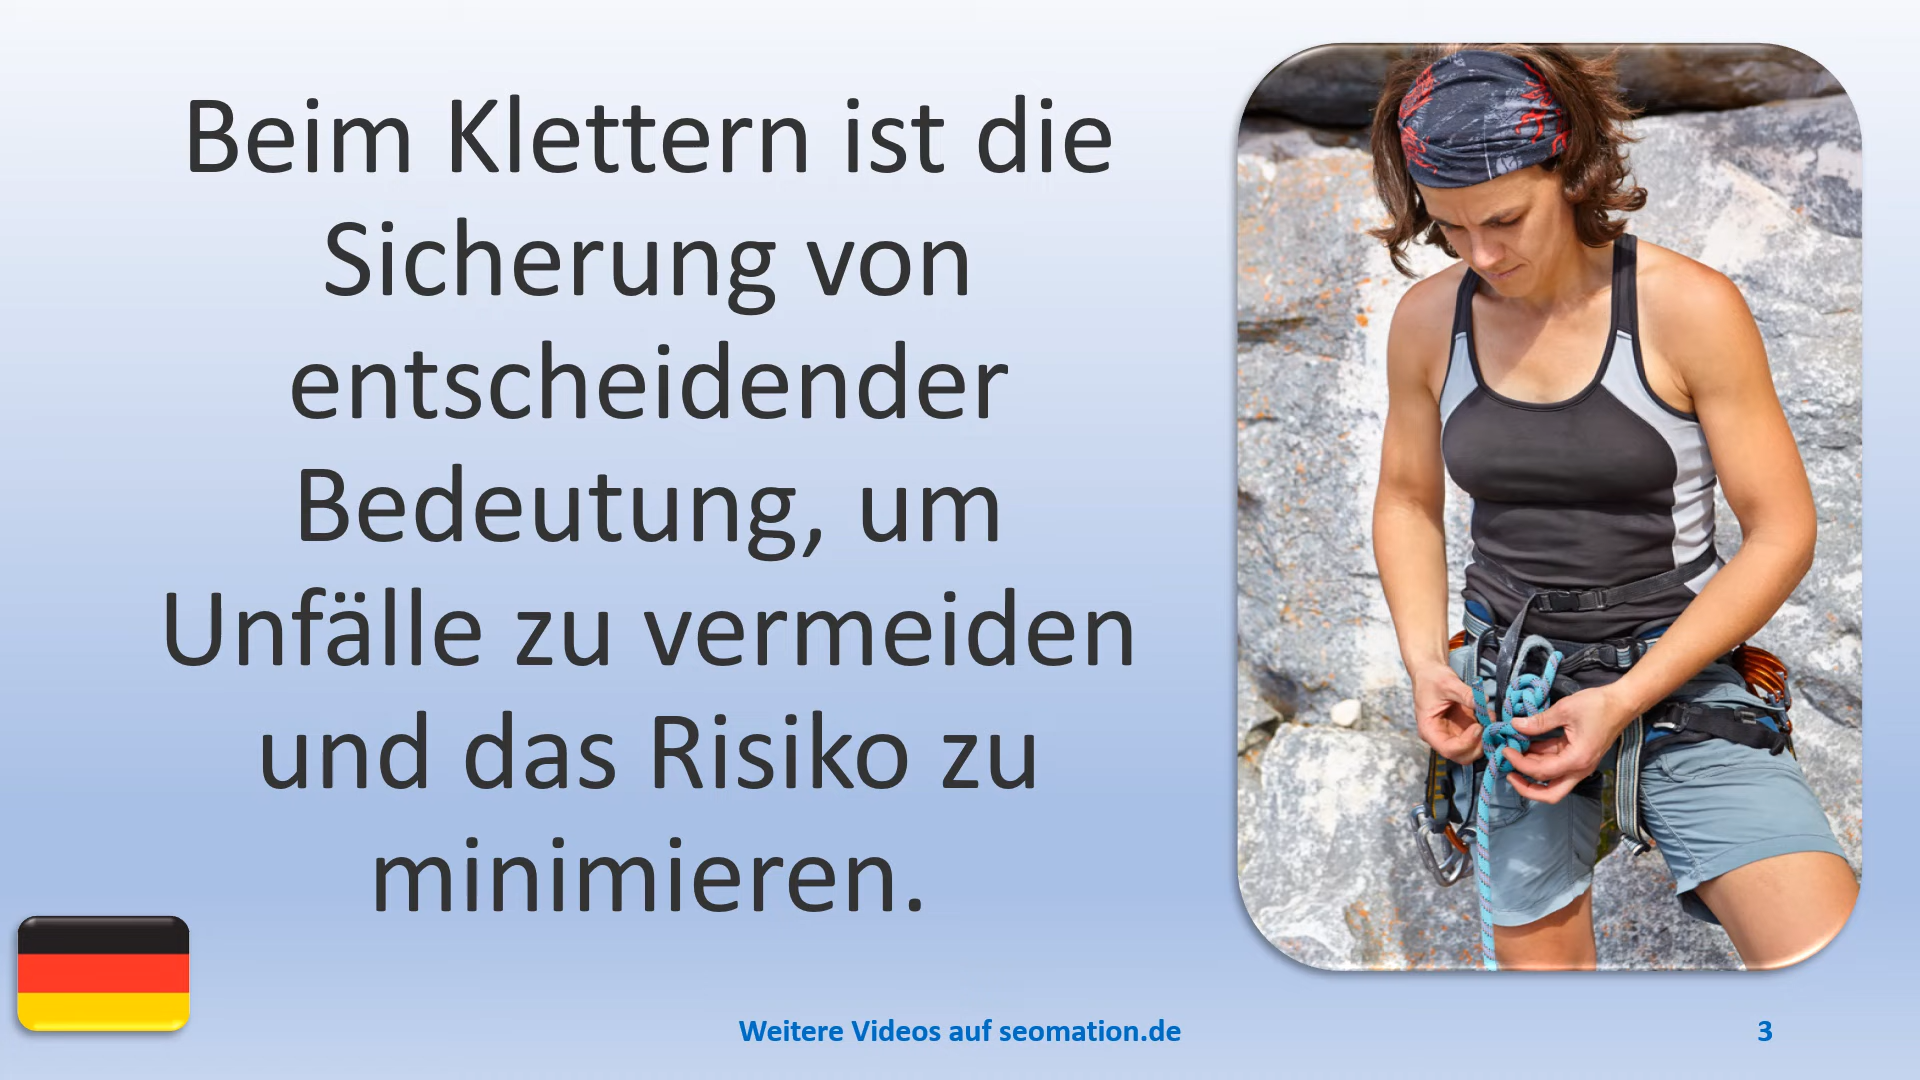 Beim Klettern ist die
Sicherung von
entscheidender
Bedeutung, um
Unfälle zu vermeiden
und das Risiko zu
minimieren.
Weitere Videos auf seomation.de
3